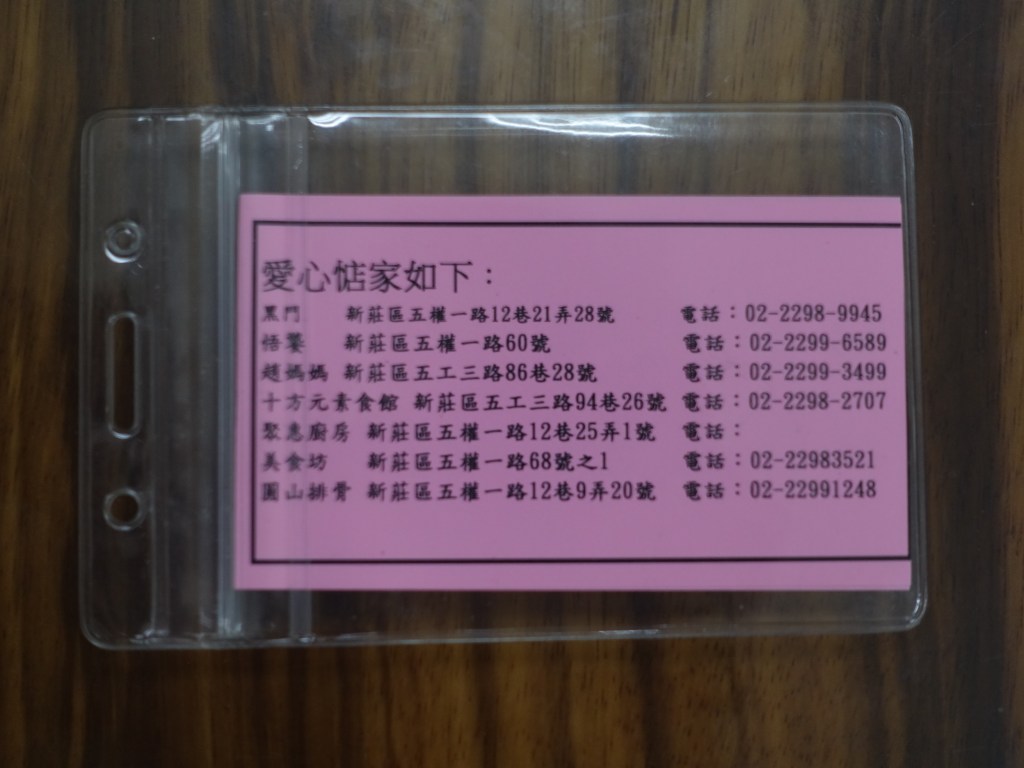 愛心惦家如下：
黑門 新莊區五權一路12巷21弄28號 電話：02-2298-9945
悟饕 新莊區五權一路60號 電話：02-2299-6589
趙媽媽 新莊區五工三路86巷28號 電話：02-2299-3499
十方元素食館 新莊區五工三路94巷26號 電話：02-2298-2707
聚惠廚房 新莊區五權一路12巷25弄1號 電話：
美食坊 新莊區五權一路68號之1 電話：02-22983521
圓山排骨 新莊區五權一路12巷9弄20號 電話：02-22991248